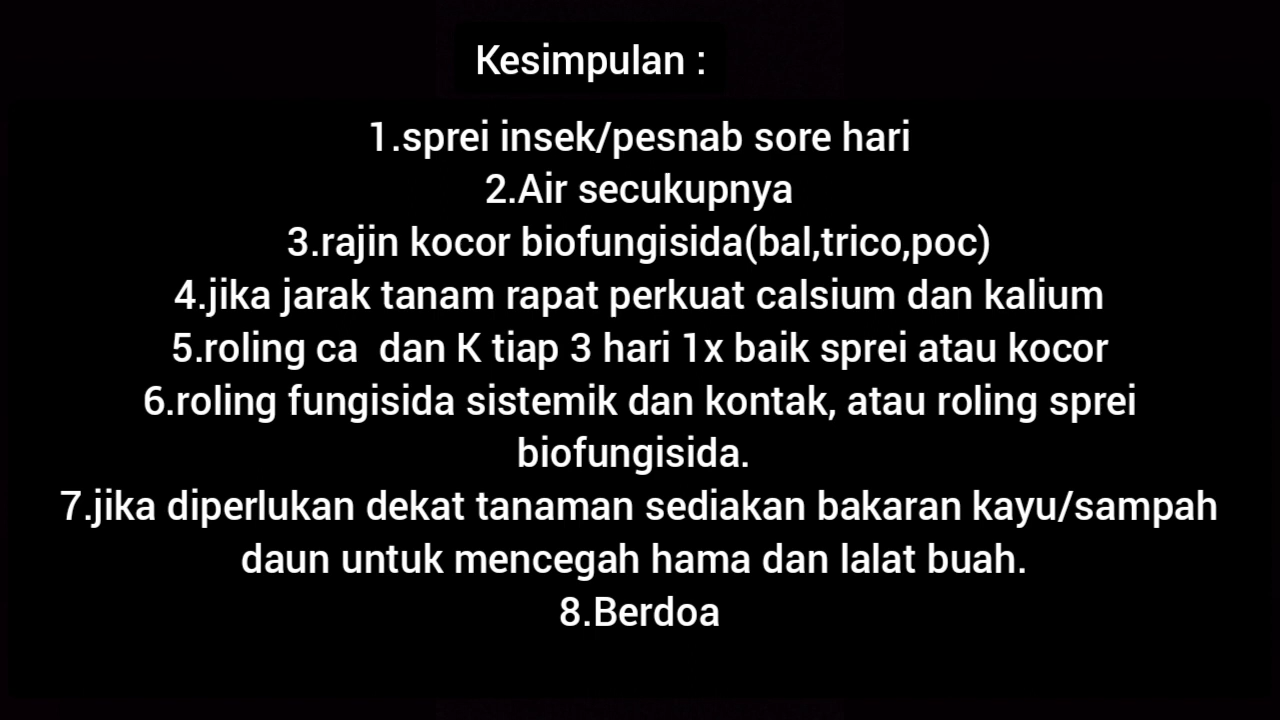 Kesimpulan :
1.sprei insek/pesnab sore hari
2.Air secukupnya
3.rajin kocor biofungisida(bal,trico,poc)
4.jika jarak tanam rapat perkuat calsium dan kalium
5.roling ca  dan K tiap 3 hari 1x baik sprei atau kocor
6.roling fungisida sistemik dan kontak, atau roling sprei
biofungisida.
7.jika diperlukan dekat tanaman sediakan bakaran kayu/sampah
daun untuk mencegah hama dan lalat buah.
8.Berdoa